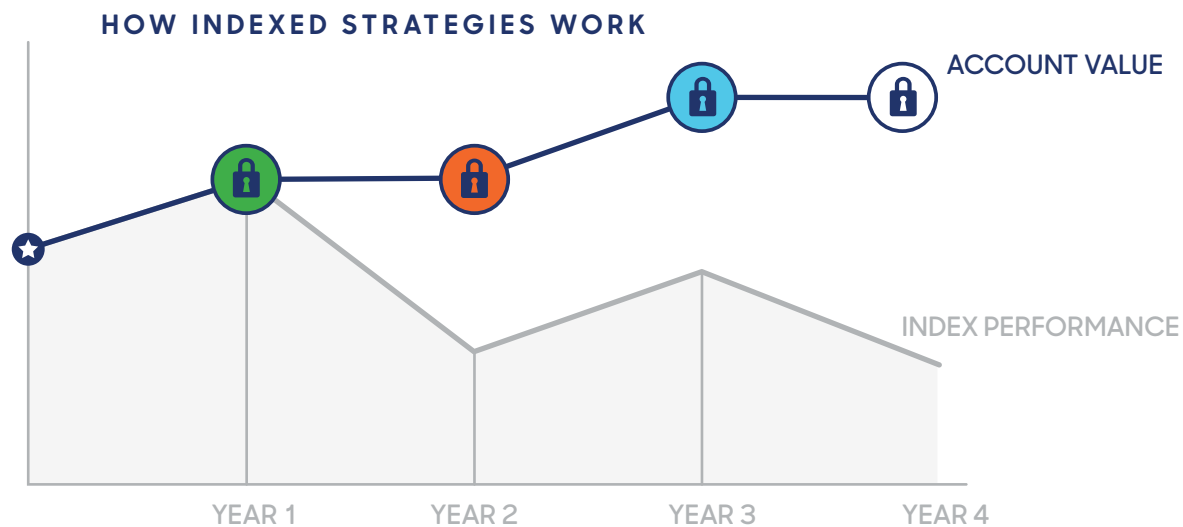 HOW INDEXED STRATEGIES WORK
ACCOUNT VALUE
INDEX PERFORMANCE
YEAR 1
YEAR 2
YEAR 3
YEAR 4